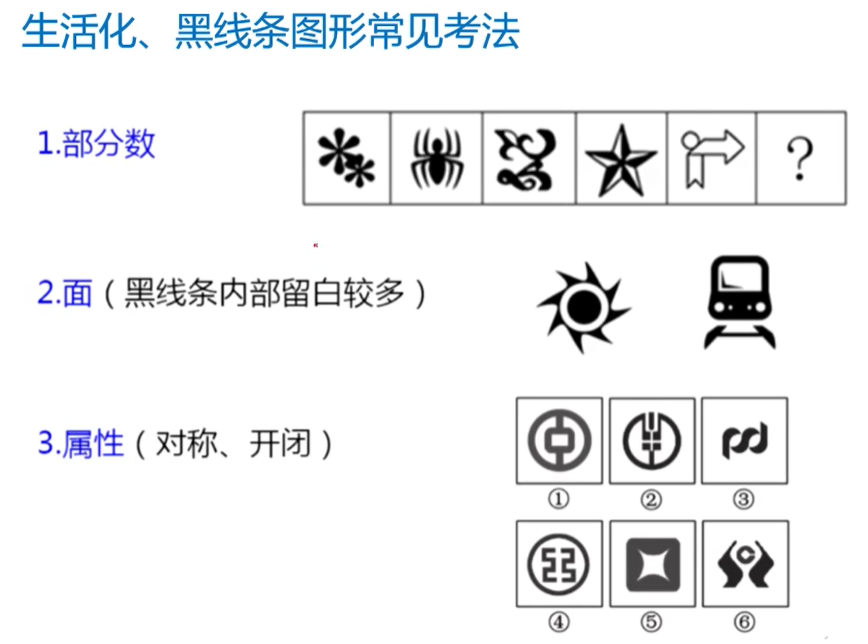 生活化、黑线条图形常见考法
1.部分数
?
2.面（黑线条内部留白较多）
3.属性（对称、开闭）
① ② ③
④ ⑤ ⑥